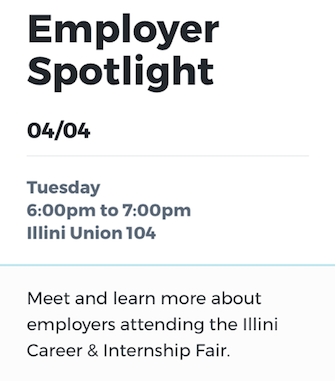 Employer
Spotlight
04/04
Tuesday
6:00pm to 7:00pm
Illini Union 104
Meet and learn more about
employers attending the Illini
Career & Internship Fair.